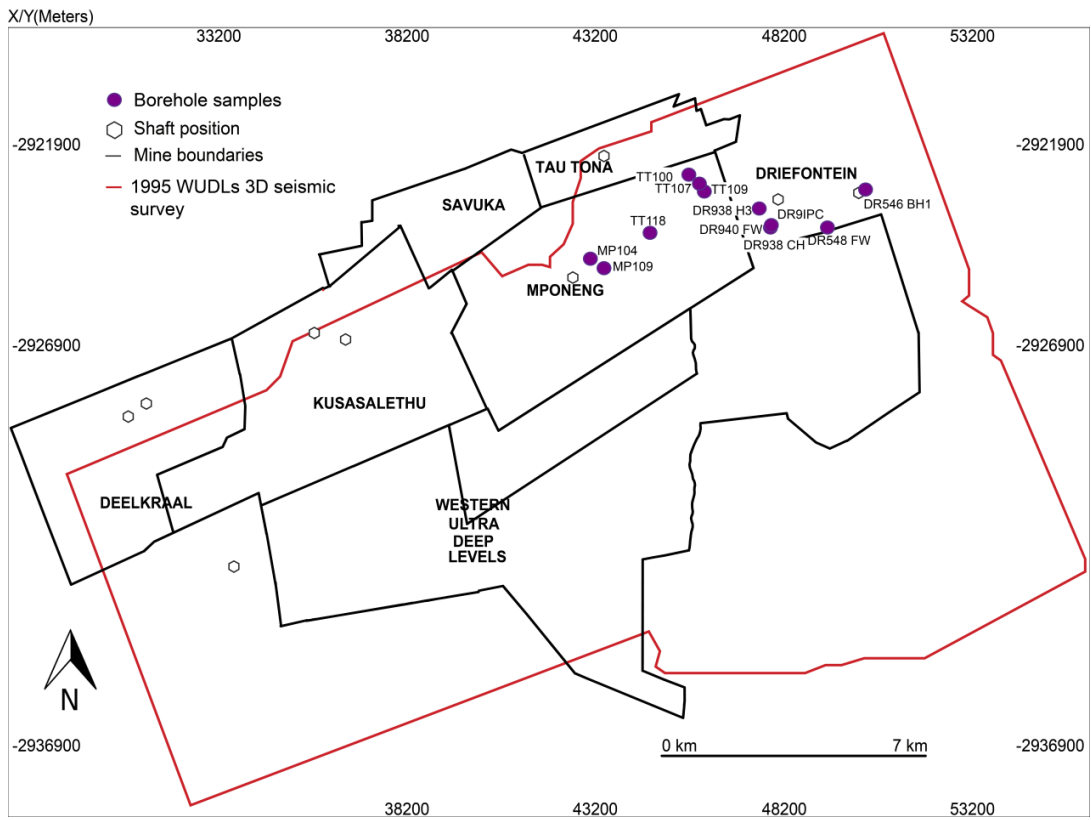 X/Y(Meters)
33200 38200 43200 48200 53200
Borehole samples
Shaft position
Mine boundaries
1995 WUDLs 3D seismic
survey
-2921900 -2921900
TAU TONA
DRIEFONTEIN
TT100
TT107 TT109
DR546 BH1
SAVUKA
DR938 H3 DR9IPC
TT118
DR940 FW
DR938 CH DR548 FW
MP104
MP109
MPONENG
-2926900 -2926900
KUSASALETHU
DEELKRAAL
WESTERN
ULTRA
DEEP
LEVELS
N
-2936900 0 km 7 km -2936900
38200 43200 48200 53200